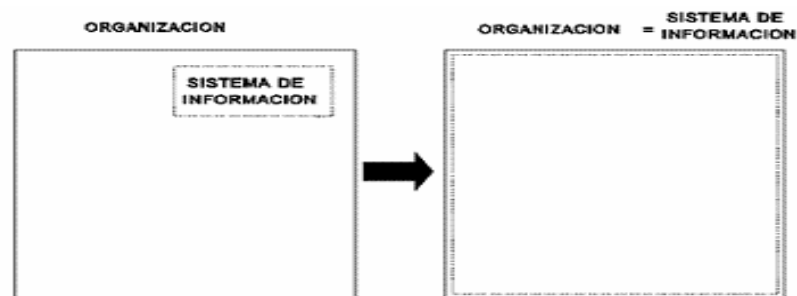 ORGANIZACION
SISTEMA DE
INFORMACION
ORGANIZACION = SISTEMA DE
INFORMACION